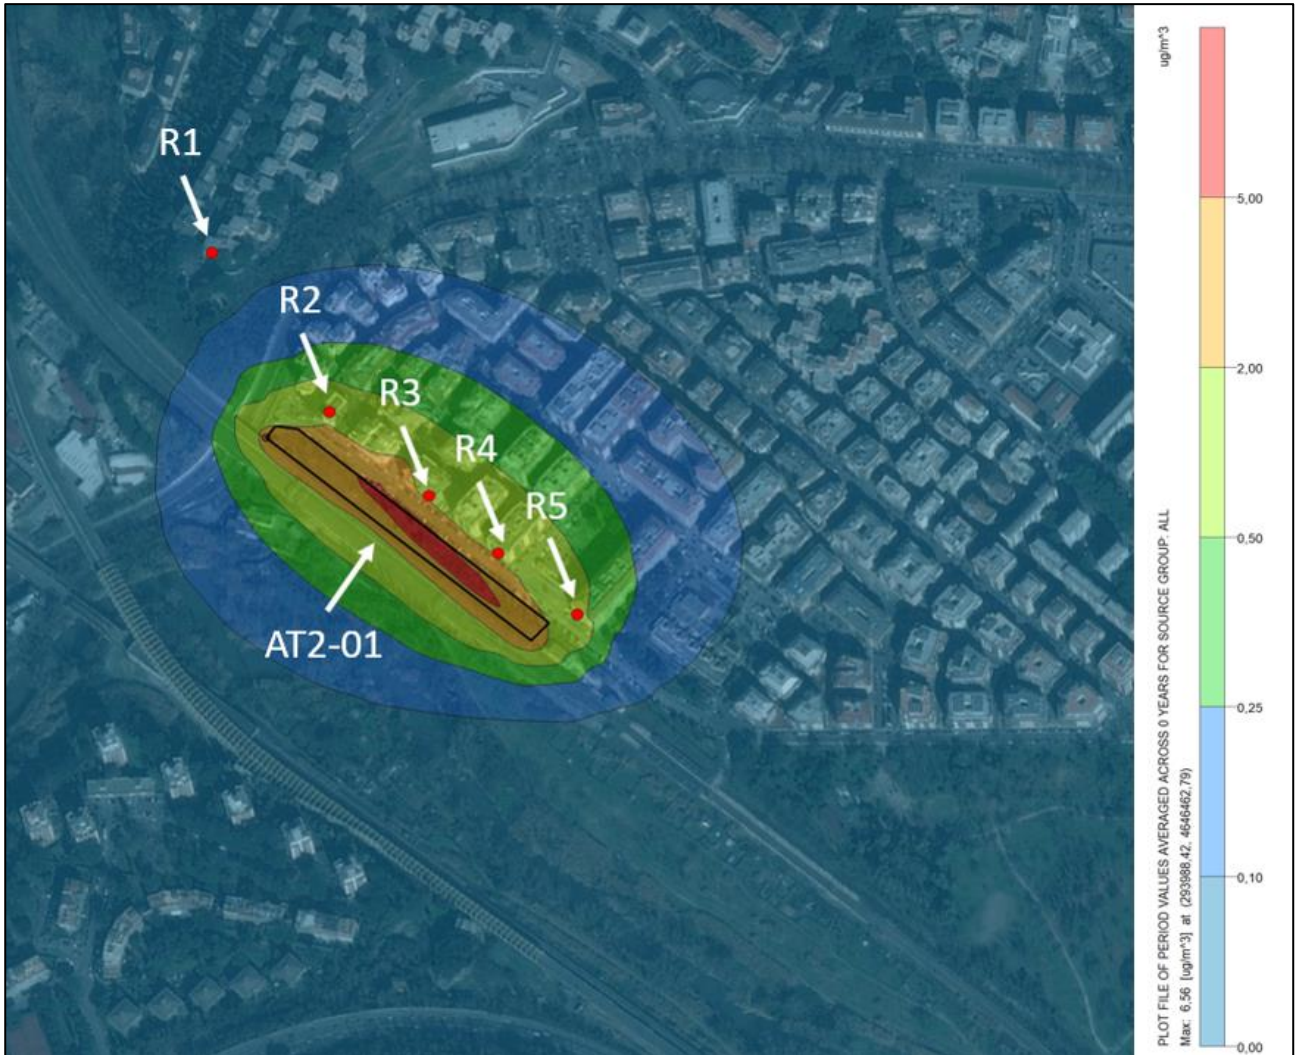 R1
R2
R3
R4
R5
AT2-01
ug/m^3
5,00
2,00
0,50
0,25
0,10
0,00
PLOT FILE OF PERIOD VALUES AVERAGED ACROSS 0 YEARS FOR SOURCE GROUP: ALL
Max: 6,56 [ug/m^3] at (293988,42, 4646462,79)